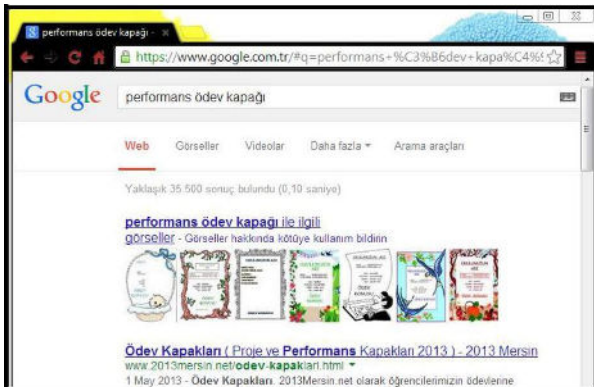 performans ödev kapağı -
https://www.google.com.tr/#q=performans+%C3%B6dev+kapa%C4%
Google
performans ödev kapağı
Web Görseller Videolar Daha fazla Arama araçları
Yaklaşık 35.500 sonuç bulundu (0,10 saniye)
performans ödev kapağı ile ilgili
görseller - Görseller hakkında kötüye kullanım bildirin
Ödev Kapakları ( Proje ve Performans Kapakları 2013 ) - 2013 Mersin
www.2013mersin.net/odev-kapaklari.html
1 May 2013 - Ödev Kapakları. 2013Mersin.net olarak öğrencilerimizin ödevlerine